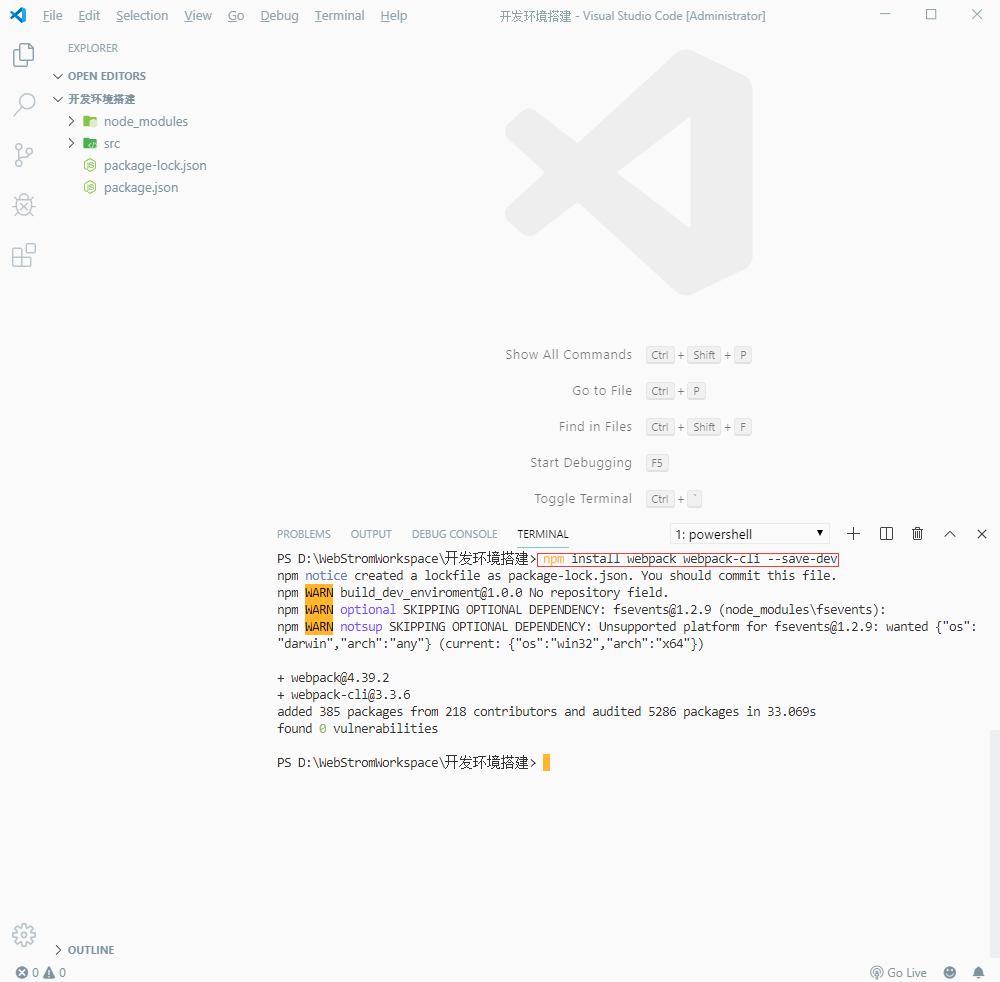 File Edit Selection View Go Debug Terminal Help
开发环境搭建 - Visual Studio Code [Administrator]
EXPLORER
OPEN EDITORS
开发环境搭建
node_modules
src
package-lock.json
package.json
Show All Commands Ctrl + Shift + P
Go to File Ctrl + P
Find in Files Ctrl + Shift + F
Start Debugging F5
Toggle Terminal Ctrl + `
PROBLEMS OUTPUT DEBUG CONSOLE TERMINAL 1: powershell
PS D:\WebStromWorkspace\开发环境搭建> npm install webpack webpack-cli --save-dev
npm notice created a lockfile as package-lock.json. You should commit this file.
npm WARN build_dev_enviroment@1.0.0 No repository field.
npm WARN optional SKIPPING OPTIONAL DEPENDENCY: fsevents@1.2.9 (node_modules\fsevents):
npm WARN notsup SKIPPING OPTIONAL DEPENDENCY: Unsupported platform for fsevents@1.2.9: wanted {"os":
"darwin","arch":"any"} (current: {"os":"win32","arch":"x64"})
+ webpack@4.39.2
+ webpack-cli@3.3.6
added 385 packages from 218 contributors and audited 5286 packages in 33.069s
found 0 vulnerabilities
PS D:\WebStromWorkspace\开发环境搭建>
OUTLINE
0 0
Go Live